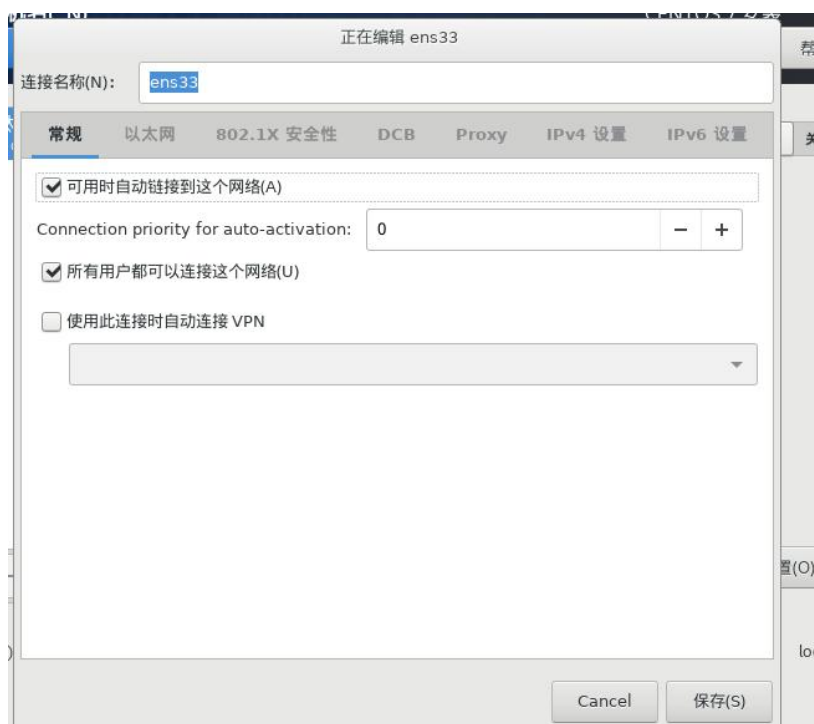 正在编辑 ens33
连接名称(N): ens33
常规 以太网 802.1X 安全性 DCB Proxy IPv4 设置 IPv6 设置
可用时自动链接到这个网络(A)
Connection priority for auto-activation: 0 − +
所有用户都可以连接这个网络(U)
使用此连接时自动连接 VPN
置(O)
Cancel 保存(S)